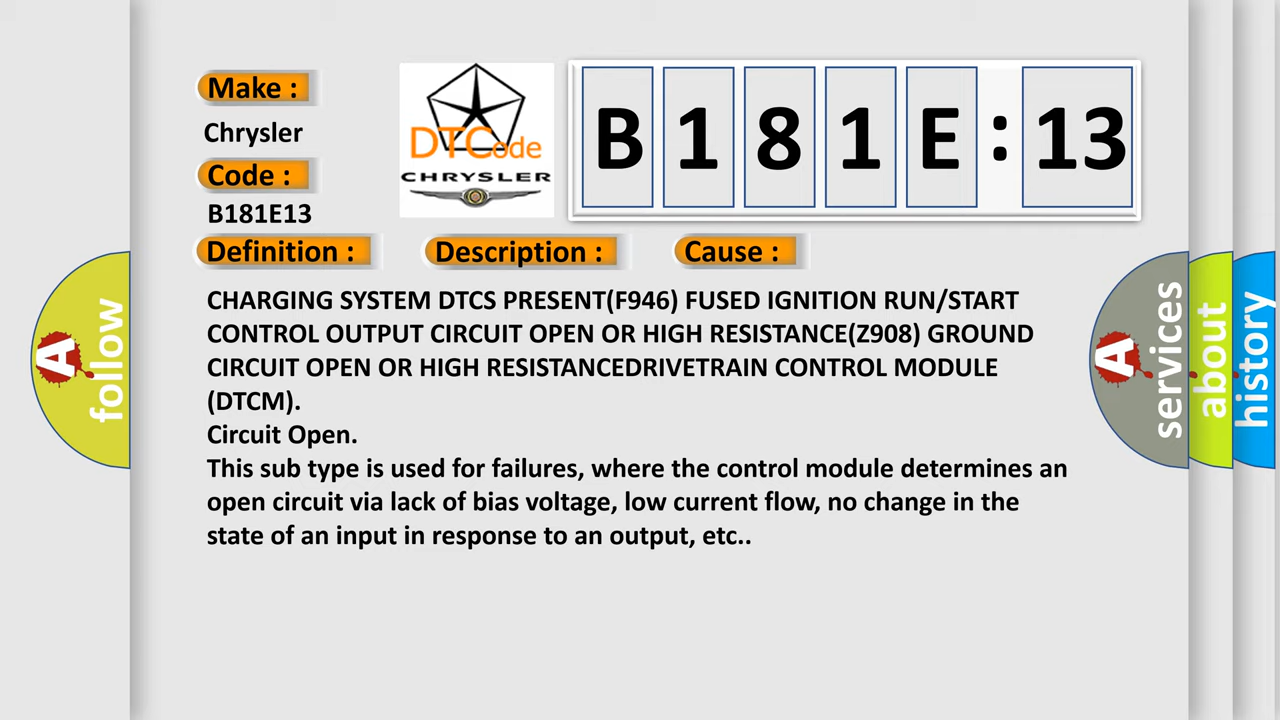 Make :
Chrysler
Code :
B181E13
DTCode
CHRYSLER
B181E:13
Definition :
Description :
Cause :
CHARGING SYSTEM DTCS PRESENT(F946) FUSED IGNITION RUN/START
CONTROL OUTPUT CIRCUIT OPEN OR HIGH RESISTANCE(Z908) GROUND
CIRCUIT OPEN OR HIGH RESISTANCEDRIVETRAIN CONTROL MODULE
(DTCM).
Circuit Open.
This sub type is used for failures, where the control module determines an
open circuit via lack of bias voltage, low current flow, no change in the
state of an input in response to an output, etc..
A
follow
A
services
about
history